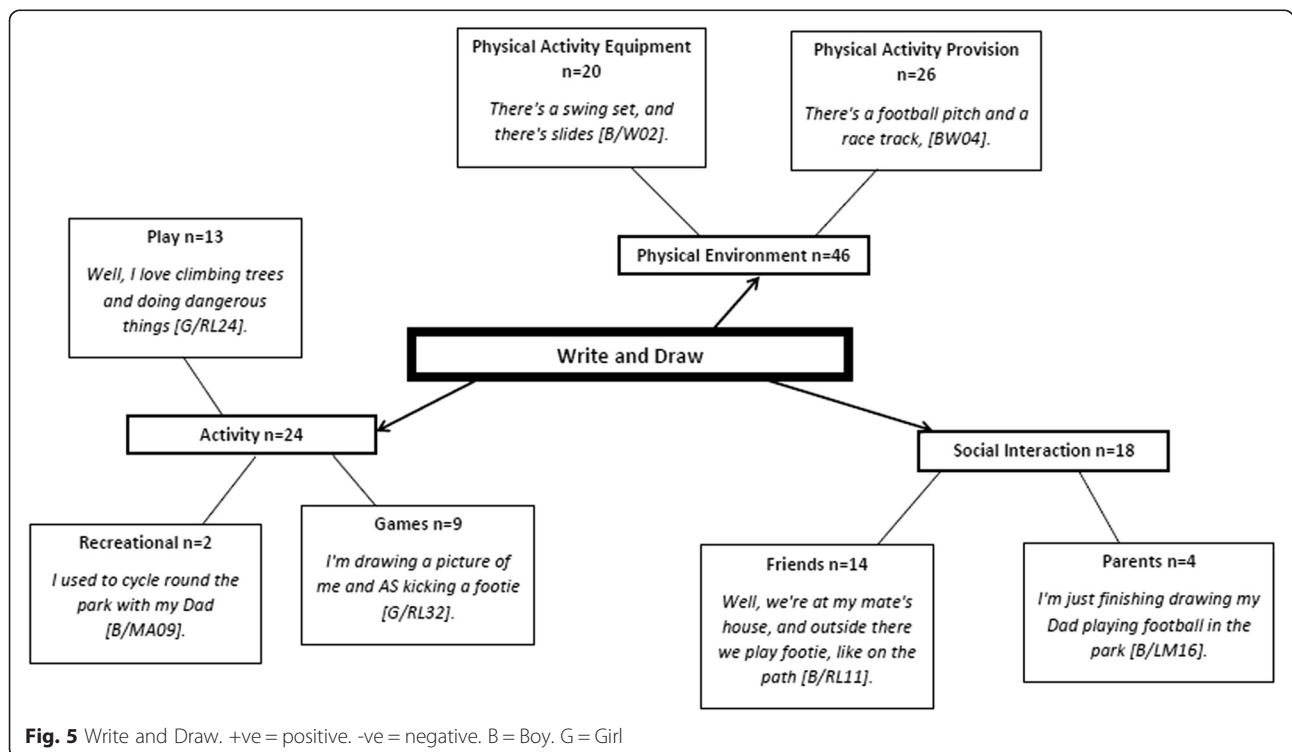 Physical Activity Equipment
n=20
There's a swing set, and
there's slides [B/W02].
Physical Activity Provision
n=26
There's a football pitch and a
race track, [BW04].
Play n=13
Well, I love climbing trees
and doing dangerous
things [G/RL24].
Physical Environment n=46
Write and Draw
Activity n=24
Social Interaction n=18
Recreational n=2
I used to cycle round the
park with my Dad
[B/MA09].
Games n=9
I'm drawing a picture of
me and AS kicking a footie
[G/RL32].
Friends n=14
Well, we're at my mate's
house, and outside there
we play footie, like on the
path [B/RL11].
Parents n=4
I'm just finishing drawing my
Dad playing football in the
park [B/LM16].
Fig. 5 Write and Draw. +ve = positive. -ve = negative. B = Boy. G = Girl